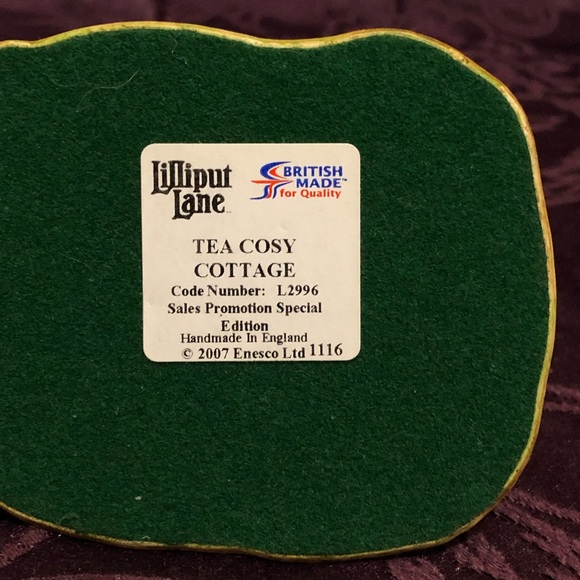 Lilliput
Lane
BRITISH
MADE™
for Quality
TEA COSY
COTTAGE
Code Number: L2996
Sales Promotion Special
Edition
Handmade In England
© 2007 Enesco Ltd 1116